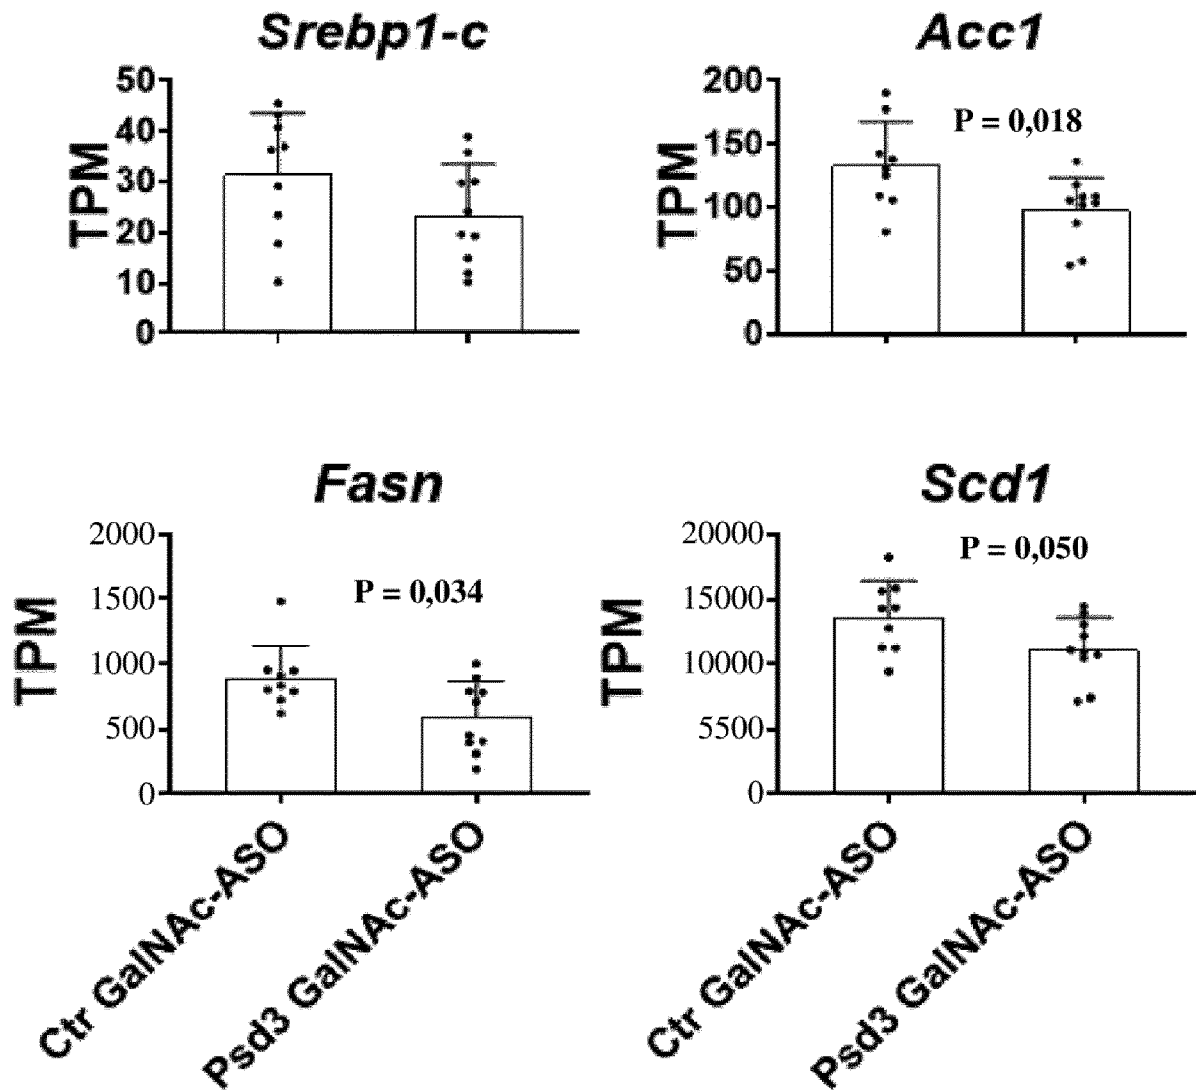 Srebp1-c
TPM
50
40
30
20
10
0
Acc1
TPM
200
150
100
50
0
P = 0,018
Fasn
TPM
2000
1500
1000
500
0
P = 0,034
Ctr GalNAc-ASO
Psd3 GalNAc-ASO
Scd1
TPM
20000
15000
10000
5500
0
P = 0,050
Ctr GalNAc-ASO
Psd3 GalNAc-ASO